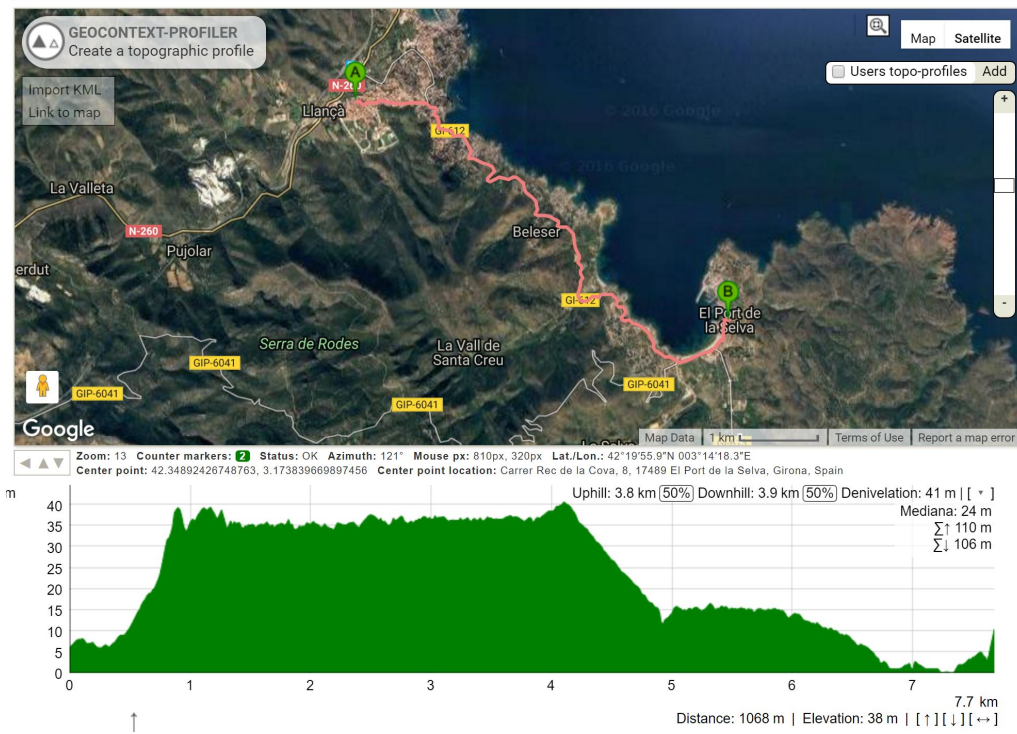 GEOCONTEXT-PROFILER
Create a topographic profile
Import KML
Link to map
Map Satellite
Users topo-profiles Add
+
-
© 2016 Google
© 2016 Google
A
N-260
Llançà
GI-612
La Valleta
N-260
Pujolar
Beleser
erdut
GI-612
B
El Port de
la Selva
Serra de Rodes
La Vall de
Santa Creu
GIP-6041
GIP-6041
GIP-6041
GIP-6041
Google
Map Data 1 km Terms of Use Report a map error
Zoom: 13 Counter markers: 2 Status: OK Azimuth: 121° Mouse px: 810px, 320px Lat./Lon.: 42°19'55.9"N 003°14'18.3"E
Center point: 42.34892426748763, 3.173839669897456 Center point location: Carrer Rec de la Cova, 8, 17489 El Port de la Selva, Girona, Spain
m
Uphill: 3.8 km 50% Downhill: 3.9 km 50% Denivelation: 41 m | [ ▾ ]
Mediana: 24 m
∑↑ 110 m
∑↓ 106 m
40
35
30
25
20
15
10
5
0
0 1 2 3 4 5 6 7
7.7 km
Distance: 1068 m | Elevation: 38 m | [ ↑ ] [ ↓ ] [ ↔ ]